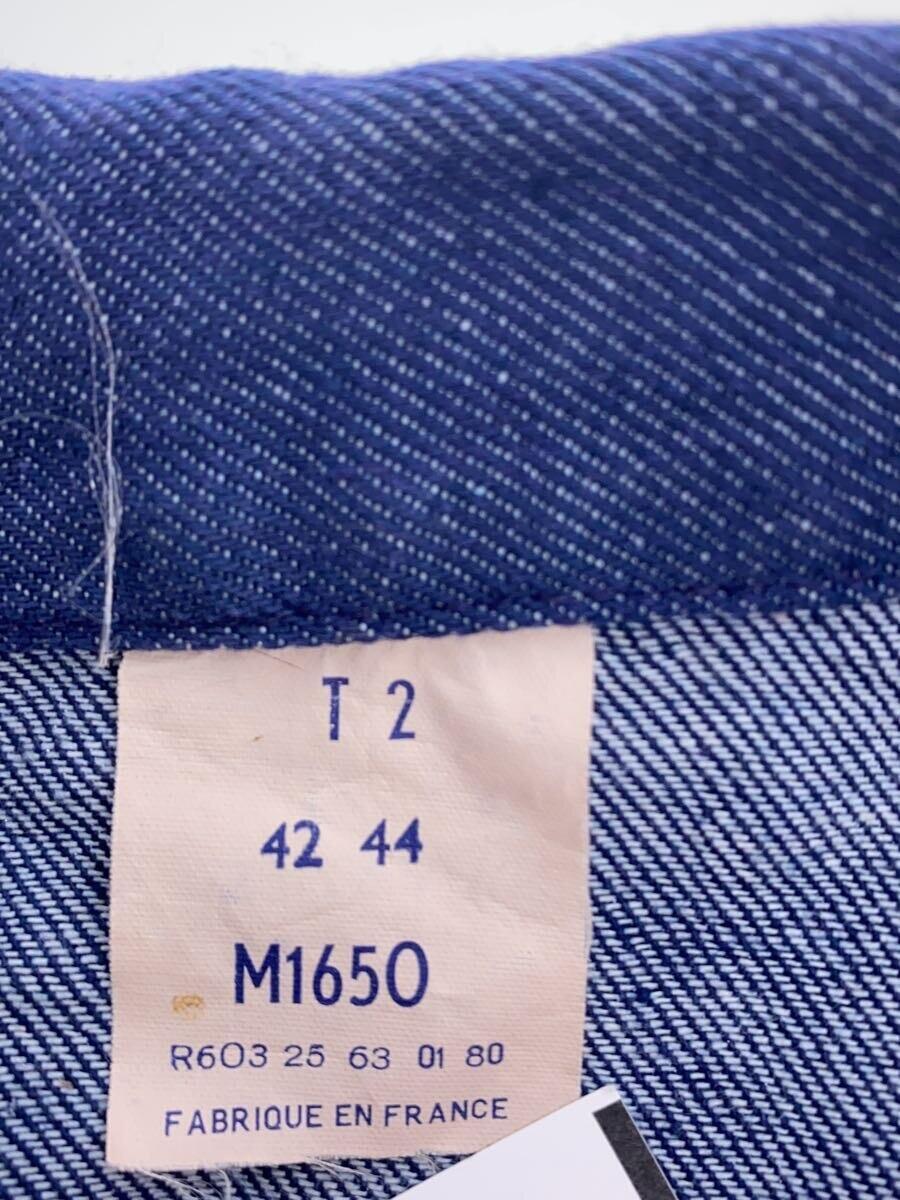 T 2
42 44
M1650
R603 25 63 01 80
FABRIQUE EN FRANCE